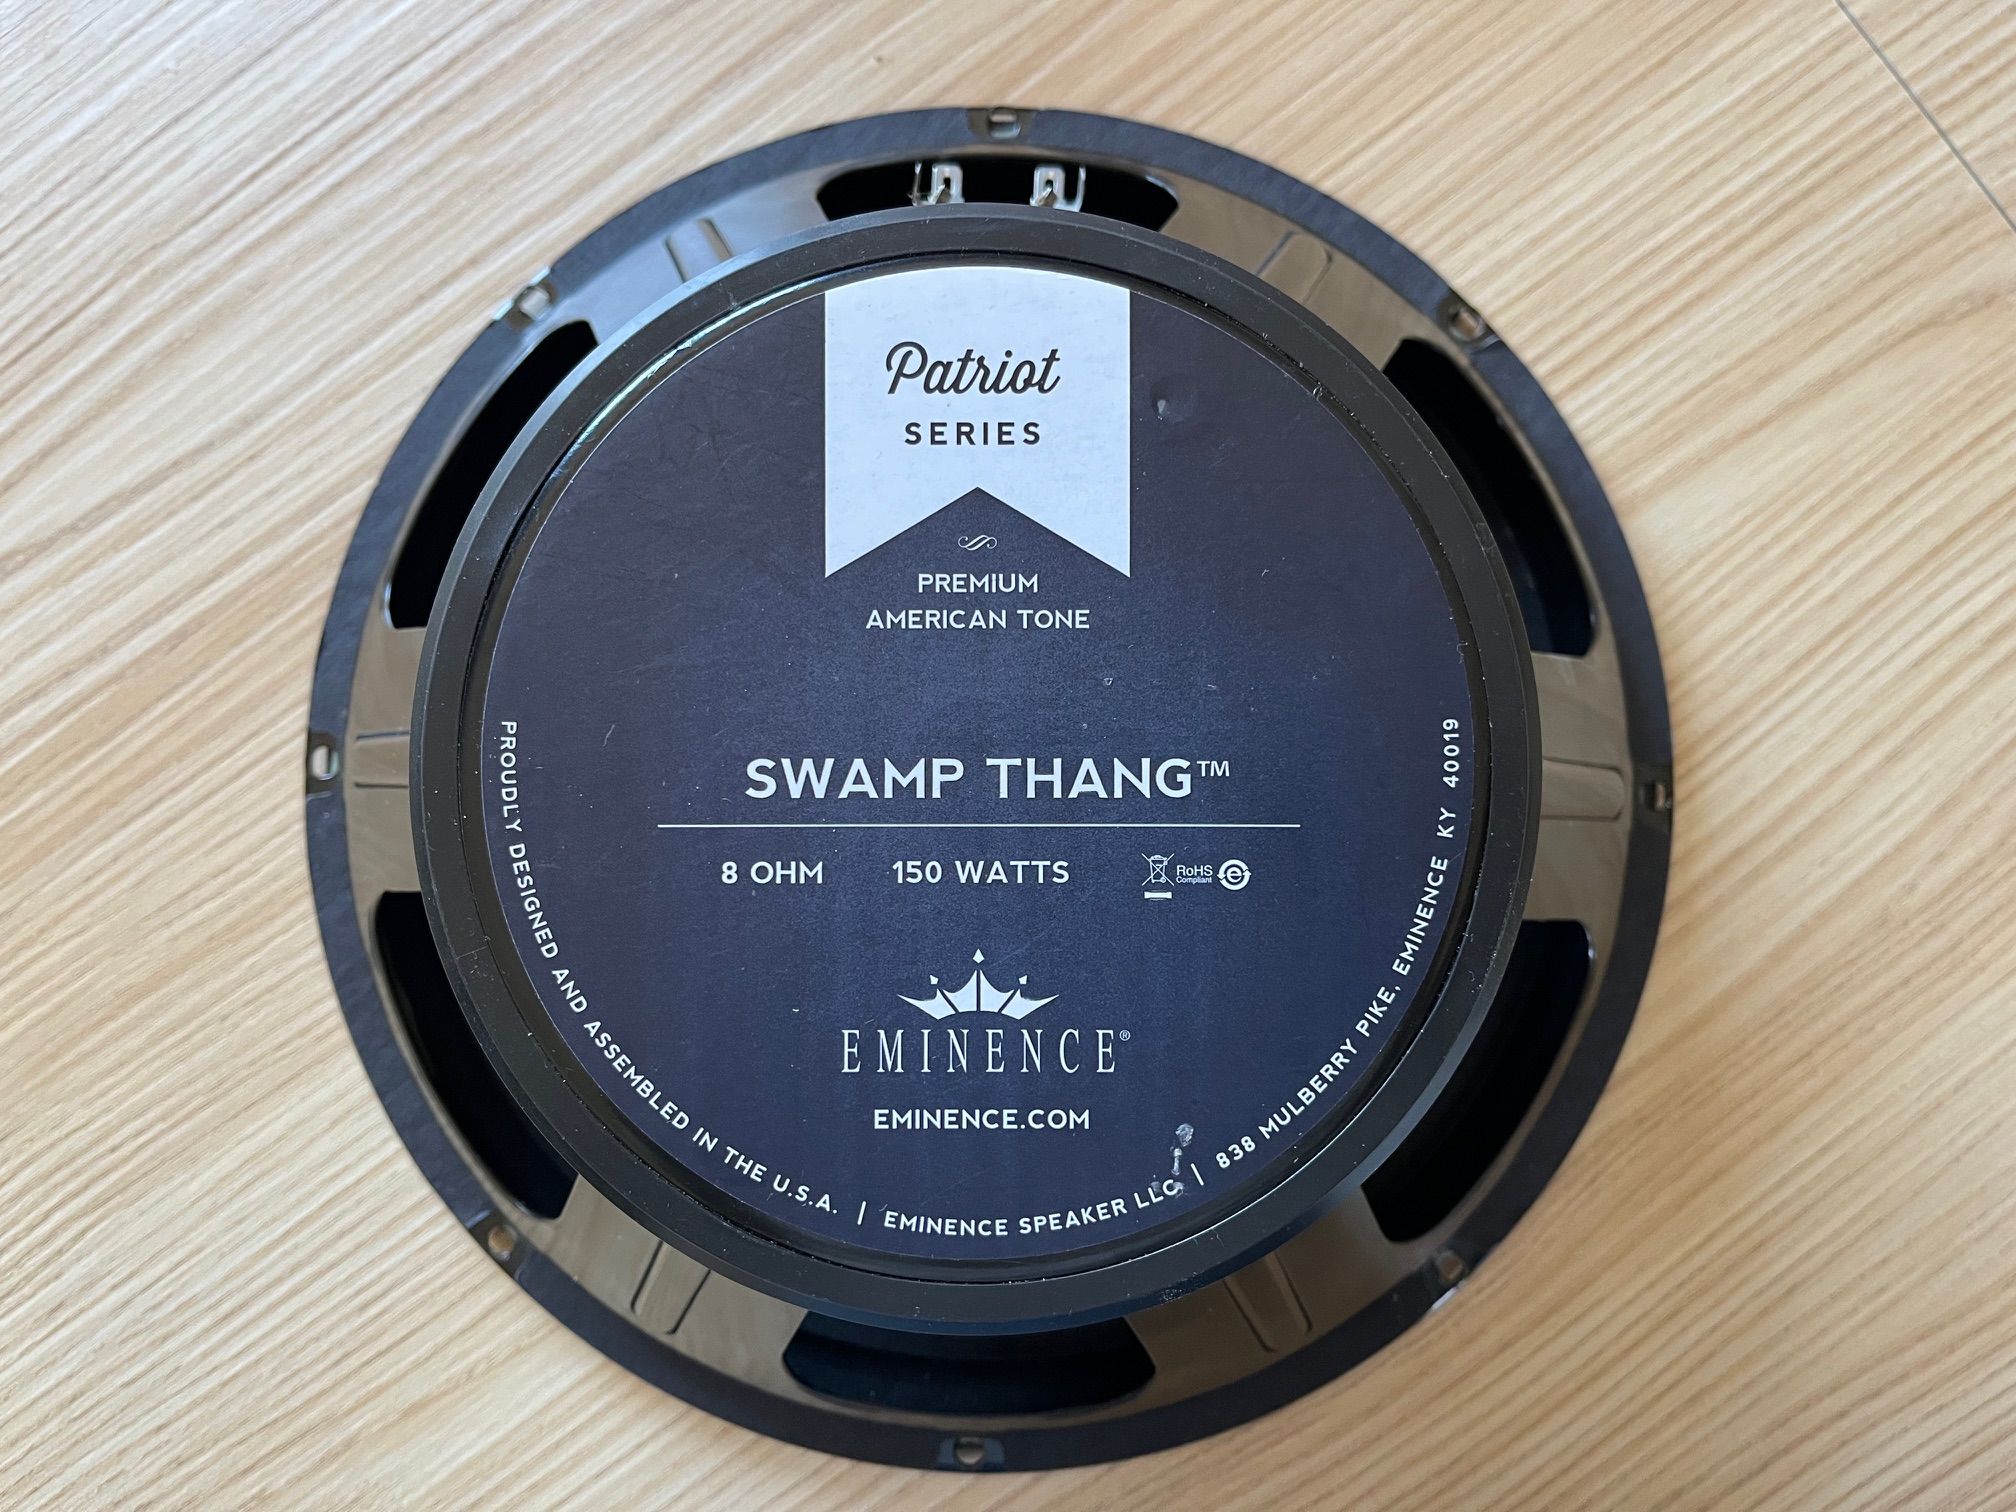 Patriot
SERIES
PREMIUM
AMERICAN TONE
SWAMP THANG™
8 OHM 150 WATTS RoHS
Compliant e
EMINENCE®
EMINENCE.COM
PROUDLY DESIGNED AND ASSEMBLED IN THE U.S.A. | EMINENCE SPEAKER LLC | 838 MULBERRY PIKE, EMINENCE KY 40019